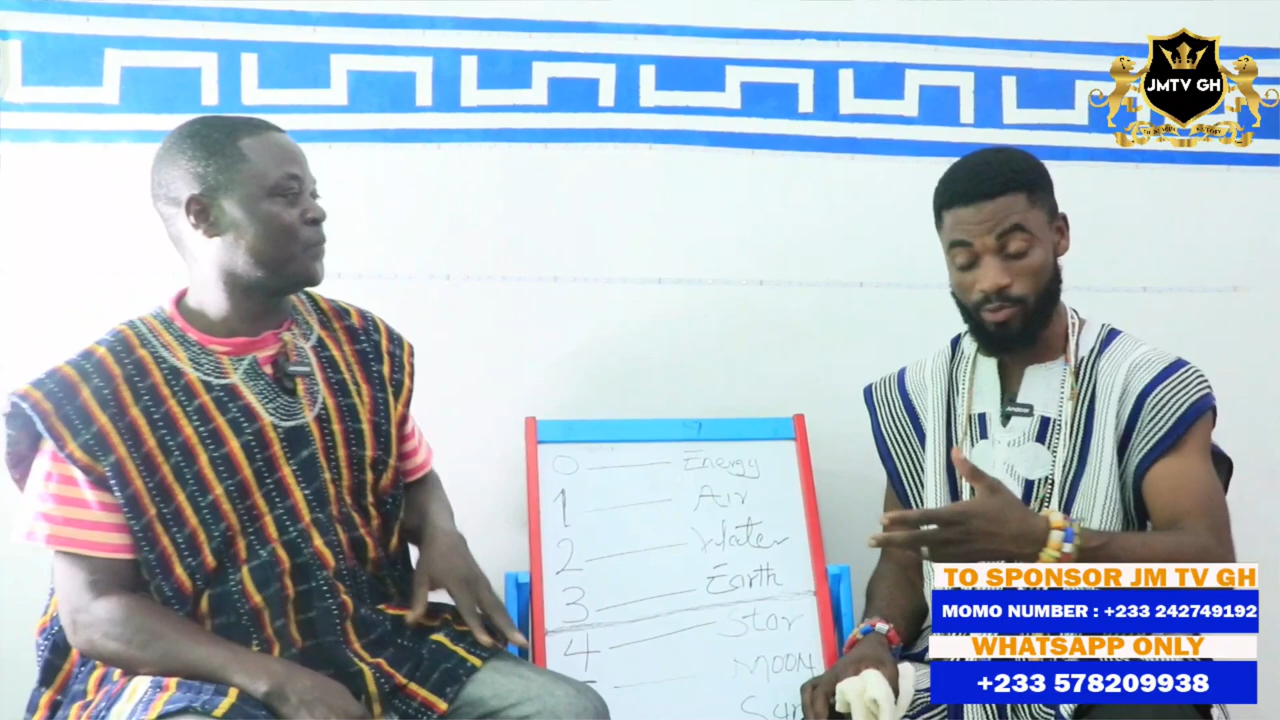 JMTV GH
0 Energy
1 Air
2 Water
3 Earth
4 Star
Moon
Sun
TO SPONSOR JM TV GH
MOMO NUMBER : +233 242749192
WHATSAPP ONLY
+233 578209938